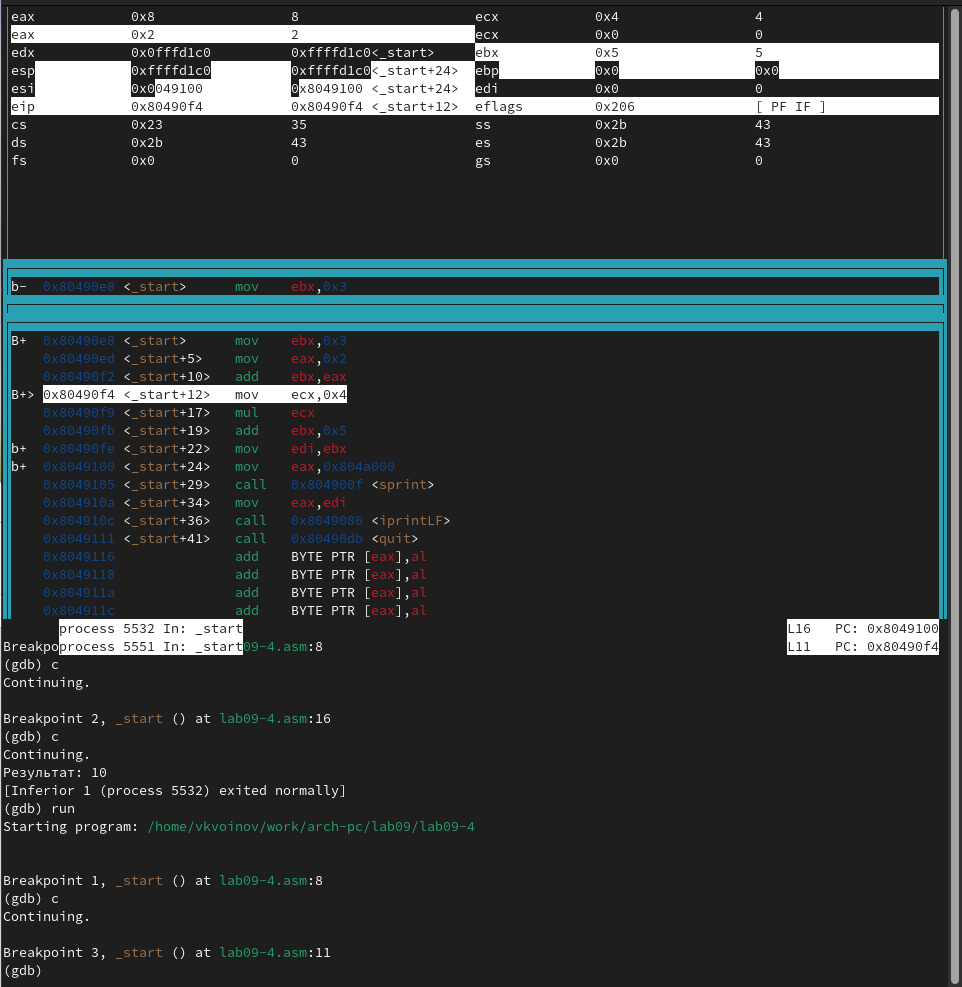 eax 0x8 8 ecx 0x4 4
eax 0x2 2 ecx 0x0 0
edx 0x0fffd1c0 0xffffd1c0<_start> ebx 0x5 5
esp 0xffffd1c0 0xffffd1c0<_start+24> ebp 0x0 0x0
esi 0x0049100 0x8049100 <_start+24> edi 0x0 0
eip 0x80490f4 0x80490f4 <_start+12> eflags 0x206 [ PF IF ]
cs 0x23 35 ss 0x2b 43
ds 0x2b 43 es 0x2b 43
fs 0x0 0 gs 0x0 0
b- 0x80490e8 <_start> mov ebx,0x3
B+ 0x80490e8 <_start> mov ebx,0x3
0x80490ed <_start+5> mov eax,0x2
0x80490f2 <_start+10> add ebx,eax
B+> 0x80490f4 <_start+12> mov ecx,0x4
0x80490f9 <_start+17> mul ecx
0x80490fb <_start+19> add ebx,0x5
b+ 0x80490fe <_start+22> mov edi,ebx
b+ 0x8049100 <_start+24> mov eax,0x804a000
0x8049105 <_start+29> call 0x804900f <sprint>
0x804910a <_start+34> mov eax,edi
0x804910c <_start+36> call 0x8049086 <iprintLF>
0x8049111 <_start+41> call 0x80490db <quit>
0x8049116 add BYTE PTR [eax],al
0x8049118 add BYTE PTR [eax],al
0x804911a add BYTE PTR [eax],al
0x804911c add BYTE PTR [eax],al
process 5532 In: _start L16 PC: 0x8049100
Breakpoprocess 5551 In: _start09-4.asm:8 L11 PC: 0x80490f4
(gdb) c
Continuing.
Breakpoint 2, _start () at lab09-4.asm:16
(gdb) c
Continuing.
Результат: 10
[Inferior 1 (process 5532) exited normally]
(gdb) run
Starting program: /home/vkvoinov/work/arch-pc/lab09/lab09-4
Breakpoint 1, _start () at lab09-4.asm:8
(gdb) c
Continuing.
Breakpoint 3, _start () at lab09-4.asm:11
(gdb)